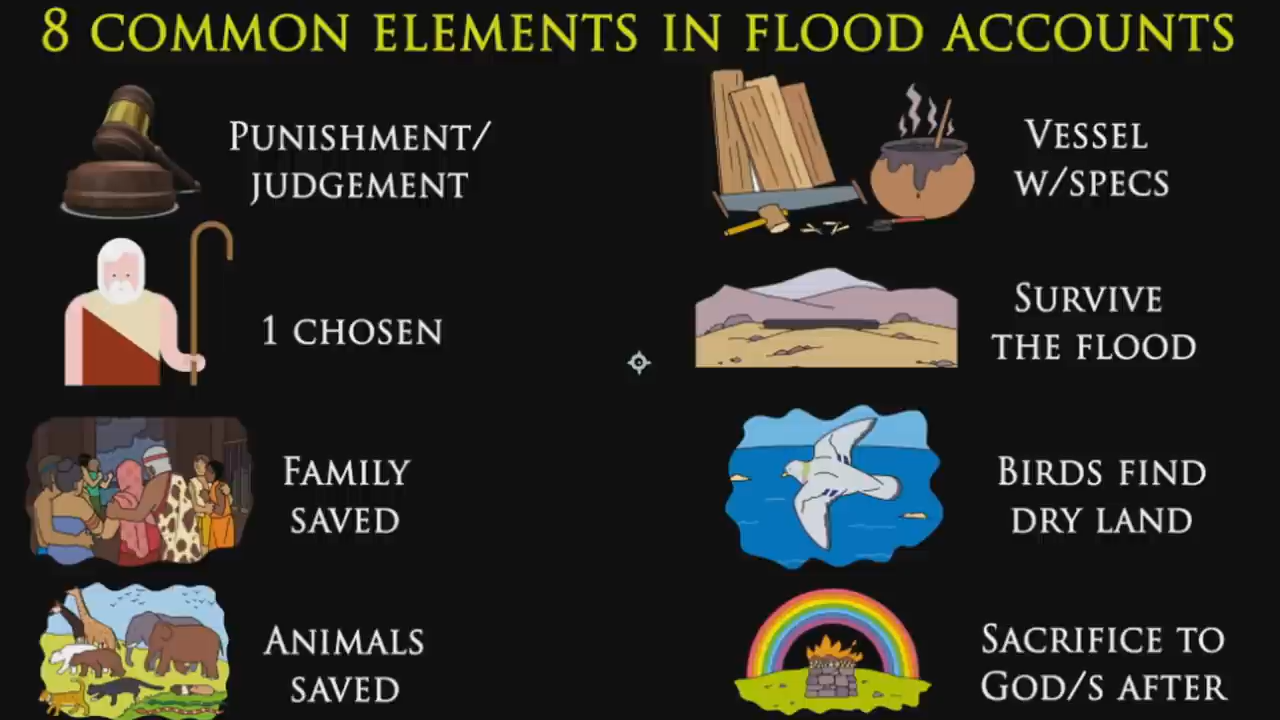 8 COMMON ELEMENTS IN FLOOD ACCOUNTS
PUNISHMENT/
JUDGEMENT
1 CHOSEN
FAMILY
SAVED
ANIMALS
SAVED
VESSEL
W/SPECS
SURVIVE
THE FLOOD
BIRDS FIND
DRY LAND
SACRIFICE TO
GOD/S AFTER